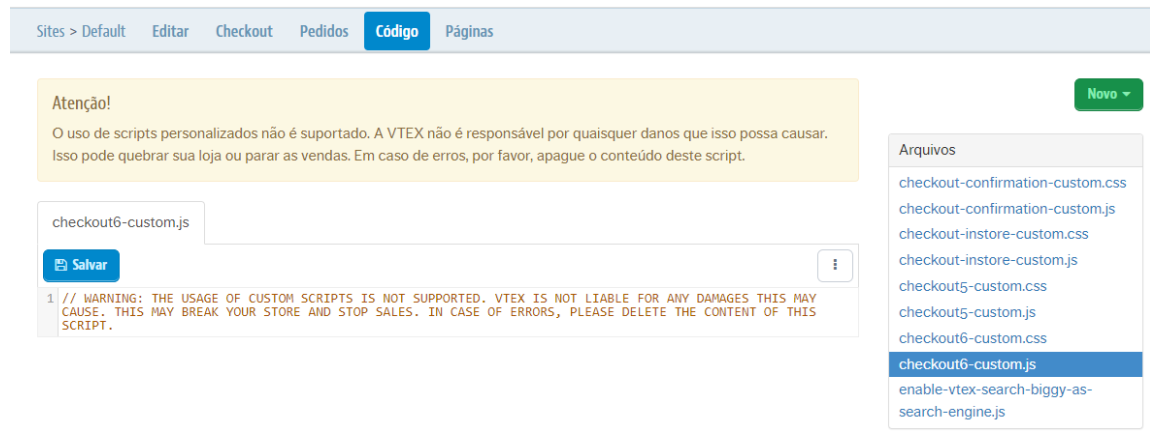 Sites > Default Editar Checkout Pedidos Código Páginas
Novo
Atenção!
O uso de scripts personalizados não é suportado. A VTEX não é responsável por quaisquer danos que isso possa causar.
Isso pode quebrar sua loja ou parar as vendas. Em caso de erros, por favor, apague o conteúdo deste script.
checkout6-custom.js
Salvar
1 // WARNING: THE USAGE OF CUSTOM SCRIPTS IS NOT SUPPORTED. VTEX IS NOT LIABLE FOR ANY DAMAGES THIS MAY
CAUSE. THIS MAY BREAK YOUR STORE AND STOP SALES. IN CASE OF ERRORS, PLEASE DELETE THE CONTENT OF THIS
SCRIPT.
Arquivos
checkout-confirmation-custom.css
checkout-confirmation-custom.js
checkout-instore-custom.css
checkout-instore-custom.js
checkout5-custom.css
checkout5-custom.js
checkout6-custom.css
checkout6-custom.js
enable-vtex-search-biggy-as-
search-engine.js